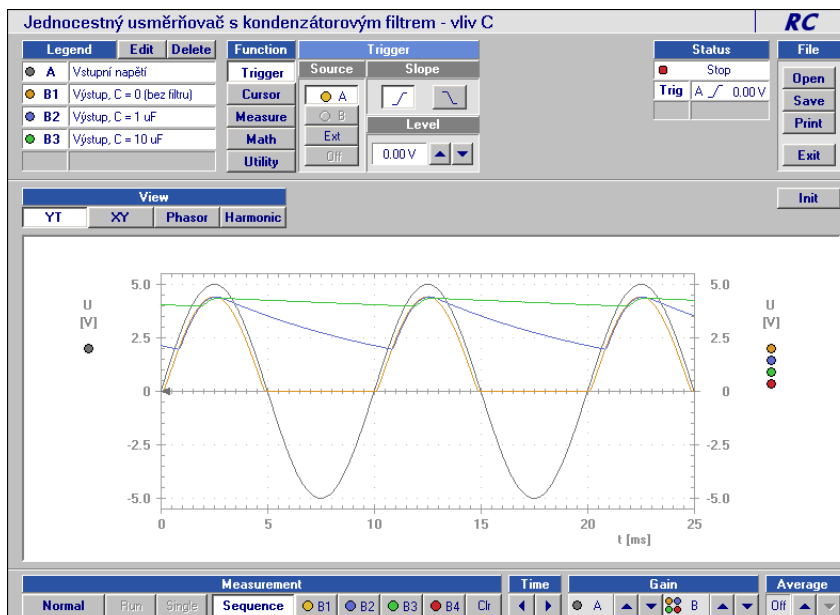 Jednocestný usměrňovač s kondenzátorovým filtrem - vliv C
RC
Legend Edit Delete
A Vstupní napětí
B1 Výstup, C = 0 (bez filtru)
B2 Výstup, C = 1 uF
B3 Výstup, C = 10 uF
Function
Trigger
Cursor
Measure
Math
Utility
Trigger
Source
A
B
Ext
Off
Slope
Level
0.00 V
Status
Stop
Trig A 0.00 V
File
Open
Save
Print
Exit
Init
View
YT XY Phasor Harmonic
U
[V]
5.0
2.5
0
-2.5
-5.0
0 5 10 15 20 25
t [ms]
5.0
2.5
0
-2.5
-5.0
U
[V]
Measurement
Normal Run Single Sequence B1 B2 B3 B4 Clr
Time
Gain
A B
Average
Off